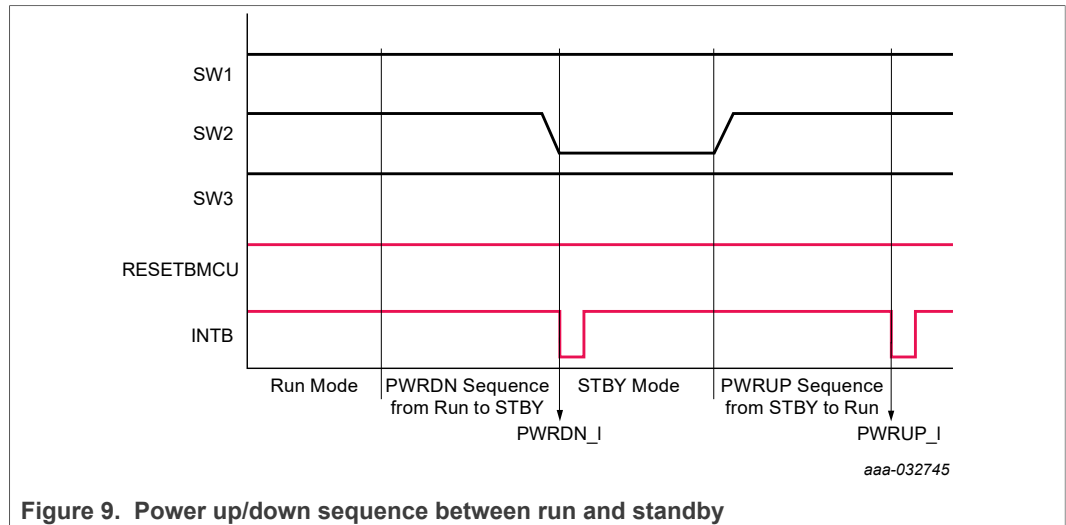 SW1
SW2
SW3
RESETBMCU
INTB
Run Mode
PWRDN Sequence
from Run to STBY
STBY Mode
PWRUP Sequence
from STBY to Run
PWRDN_I
PWRUP_I
aaa-032745
Figure 9. Power up/down sequence between run and standby